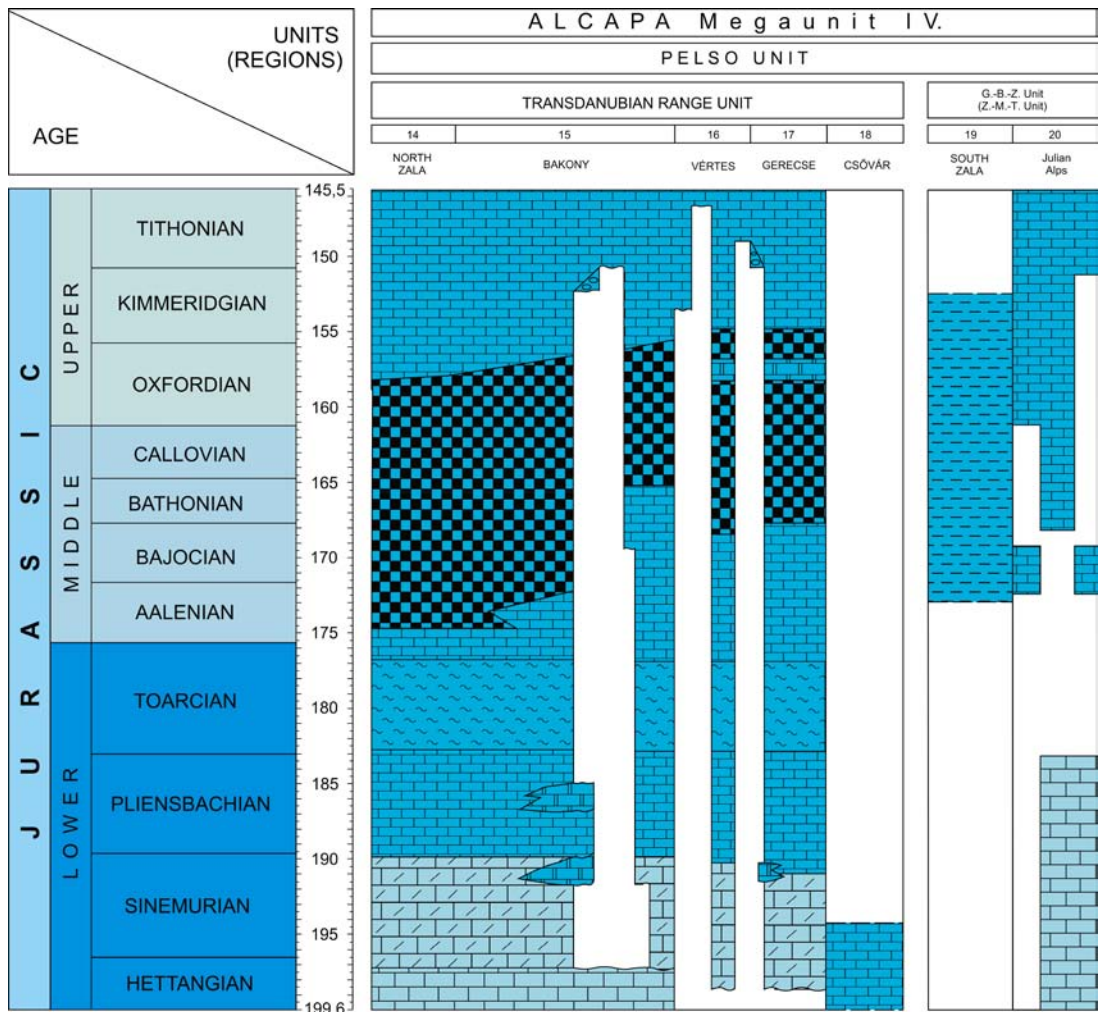 ALCAPA Megaunit IV.
UNITS
(REGIONS)
AGE
PELSO UNIT
TRANSDANUBIAN RANGE UNIT
G.-B.-Z. Unit
(Z.-M.-T. Unit)
14 15 16 17 18 19 20
NORTH
ZALA
BAKONY
VÉRTES
GERECSE
CSŐVÁR
SOUTH
ZALA
Julian
Alps
JURASSIC
UPPER
TITHONIAN
KIMMERIDGIAN
OXFORDIAN
MIDDLE
CALLOVIAN
BATHONIAN
BAJOCIAN
AALENIAN
LOWER
TOARCIAN
PLIENSBACHIAN
SINEMURIAN
HETTANGIAN
145,5
150
155
160
165
170
175
180
185
190
195
199,6